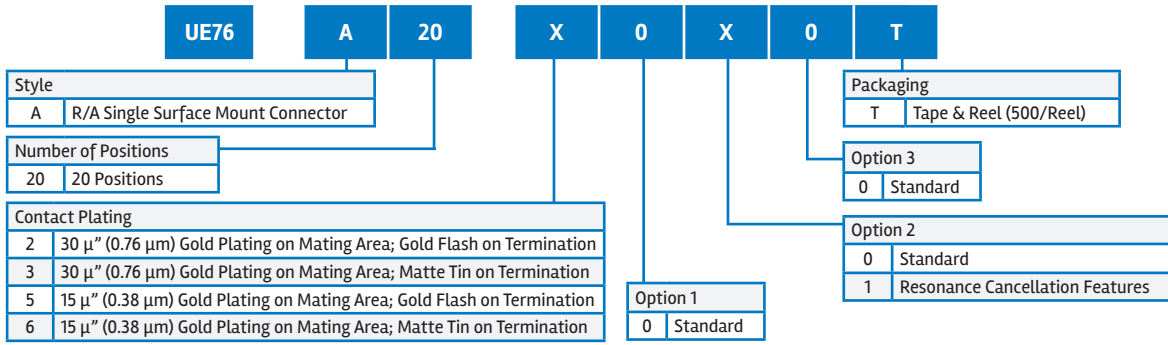 UE76 A 20 X 0 X 0 T
Style
A R/A Single Surface Mount Connector
Number of Positions
20 20 Positions
Contact Plating
2 30 μ” (0.76 μm) Gold Plating on Mating Area; Gold Flash on Termination
3 30 μ” (0.76 μm) Gold Plating on Mating Area; Matte Tin on Termination
5 15 μ” (0.38 μm) Gold Plating on Mating Area; Gold Flash on Termination
6 15 μ” (0.38 μm) Gold Plating on Mating Area; Matte Tin on Termination
Option 1
0 Standard
Packaging
T Tape & Reel (500/Reel)
Option 3
0 Standard
Option 2
0 Standard
1 Resonance Cancellation Features